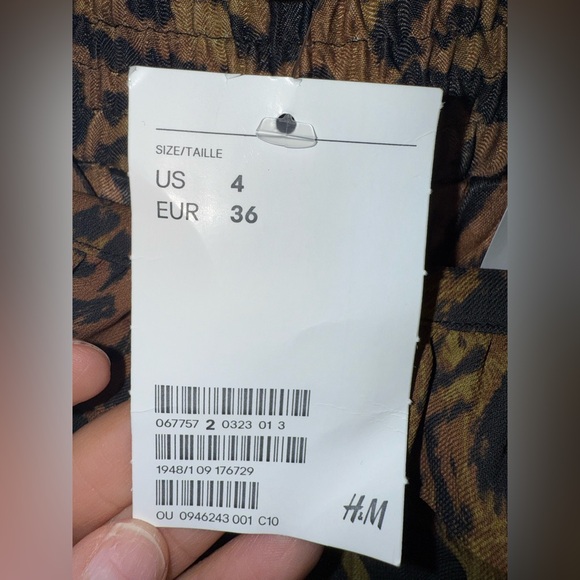 SIZE/TAILLE
US 4
EUR 36
067757 2 0323 01 3
1948/1 09 176729
OU 0946243 001 C10
H&M